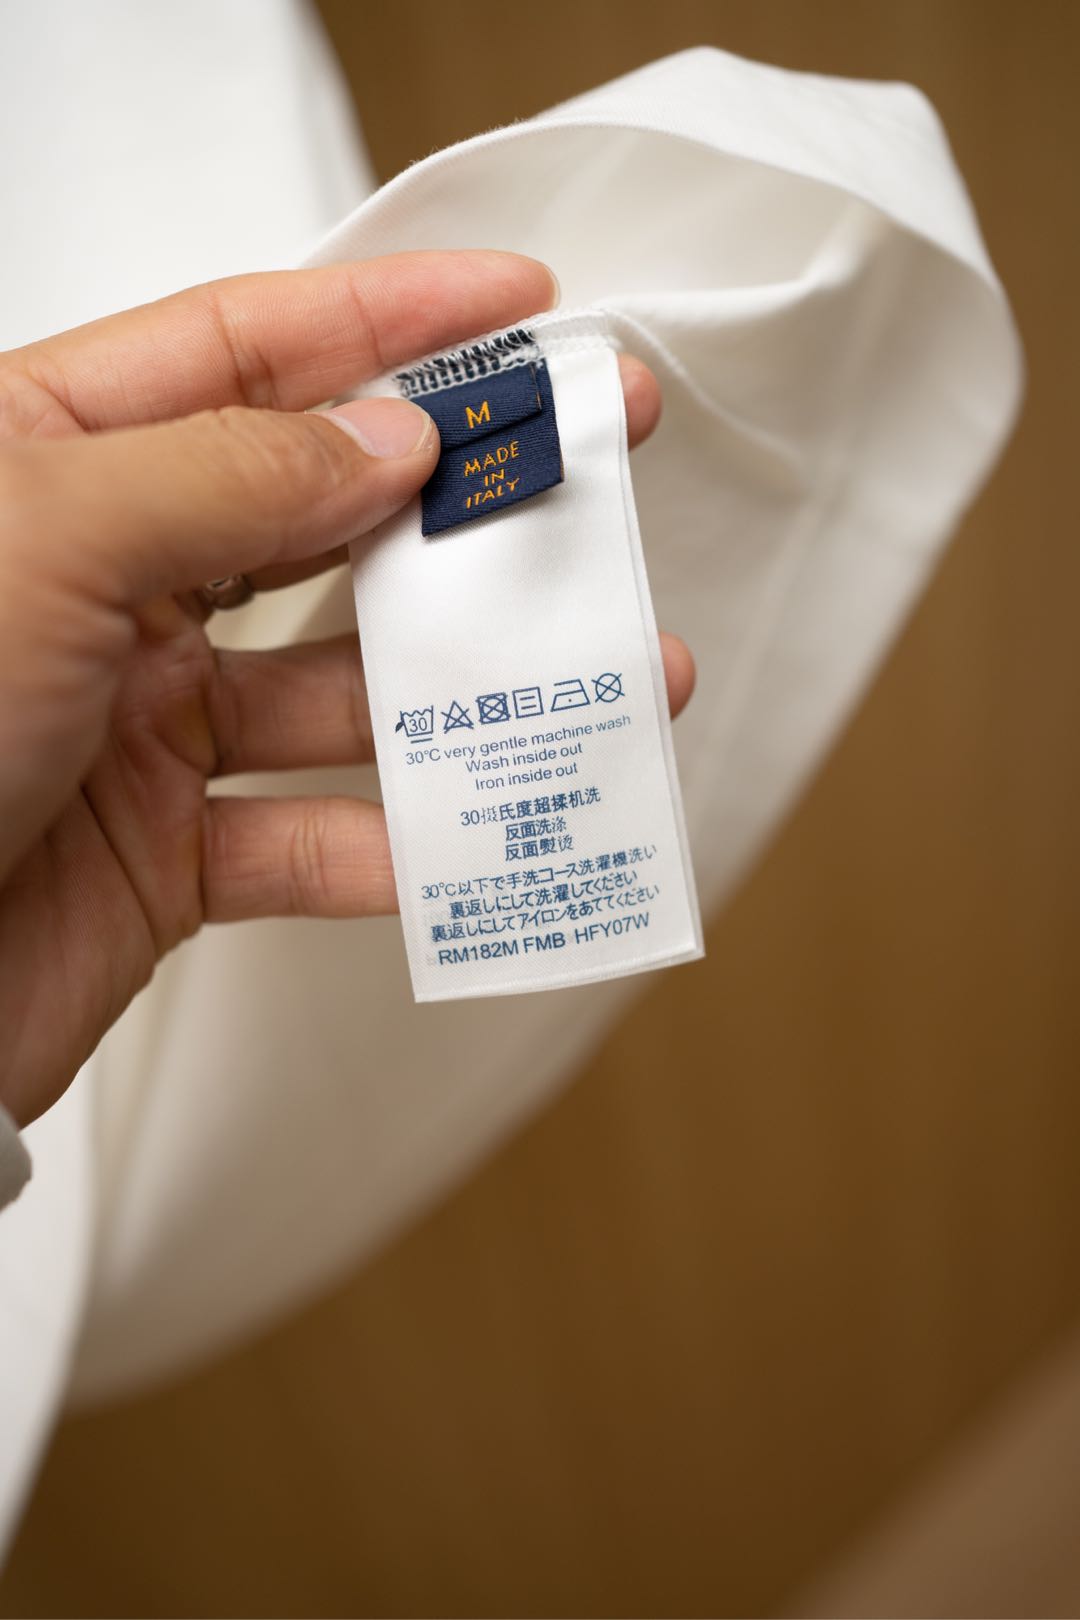 M
MADE
IN
ITALY
30
30°C very gentle machine wash
Wash inside out
Iron inside out
30摄氏度超揉机洗
反面洗涤
反面熨烫
30°C以下で手洗コース洗濯機洗い
裏返しにして洗濯してください
裏返しにしてアイロンをあててください
RM182M FMB HFY07W